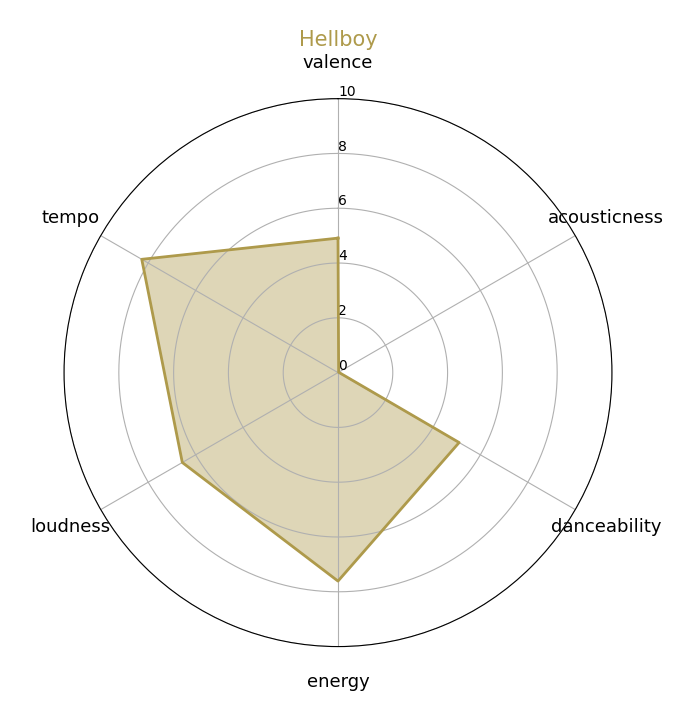 Hellboy
valence
10
8
tempo
6
acousticness
4
2
0
loudness
danceability
energy